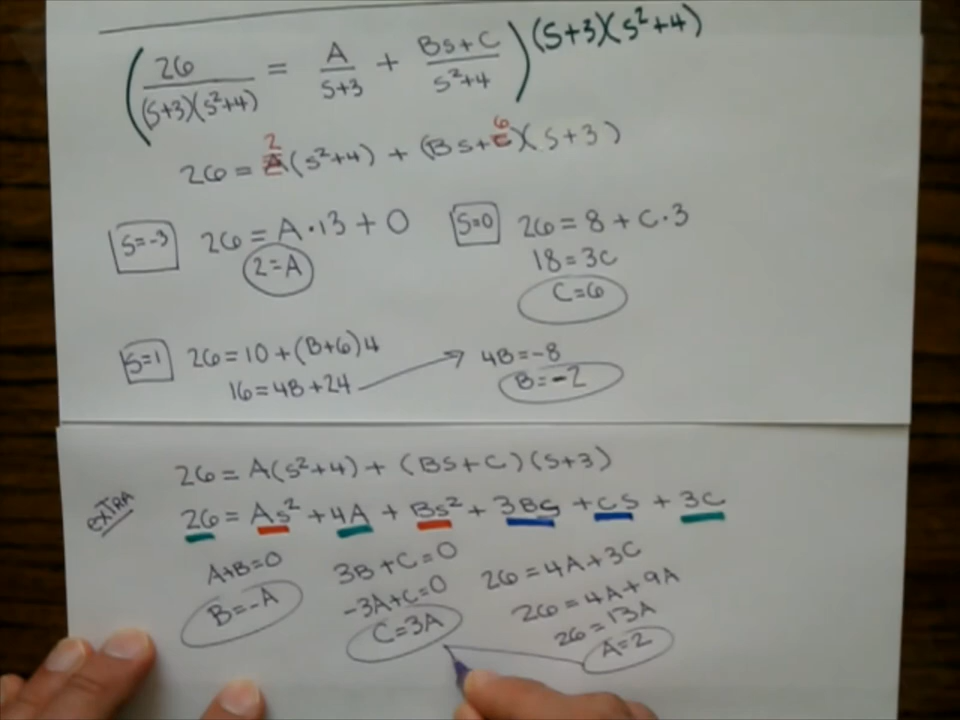 (26/((s+3)(s²+4)) = A/(s+3) + (Bs+C)/(s²+4)) (s+3)(s²+4)
2 6
26 = A(s²+4) + (Bs+C)(s+3)
s=-3 26 = A·13 + 0
2=A
s=0 26 = 8 + C·3
18 = 3C
C=6
s=1 26 = 10 + (B+6)4
16 = 4B + 24
4B = -8
B = -2
26 = A(s²+4) + (Bs+C)(s+3)
exTRA
26 = As² + 4A + Bs² + 3Bs + Cs + 3C
A+B=0
B=-A
3B+C=0
-3A+C=0
C=3A
26 = 4A+3C
26 = 4A+9A
26 = 13A
A=2